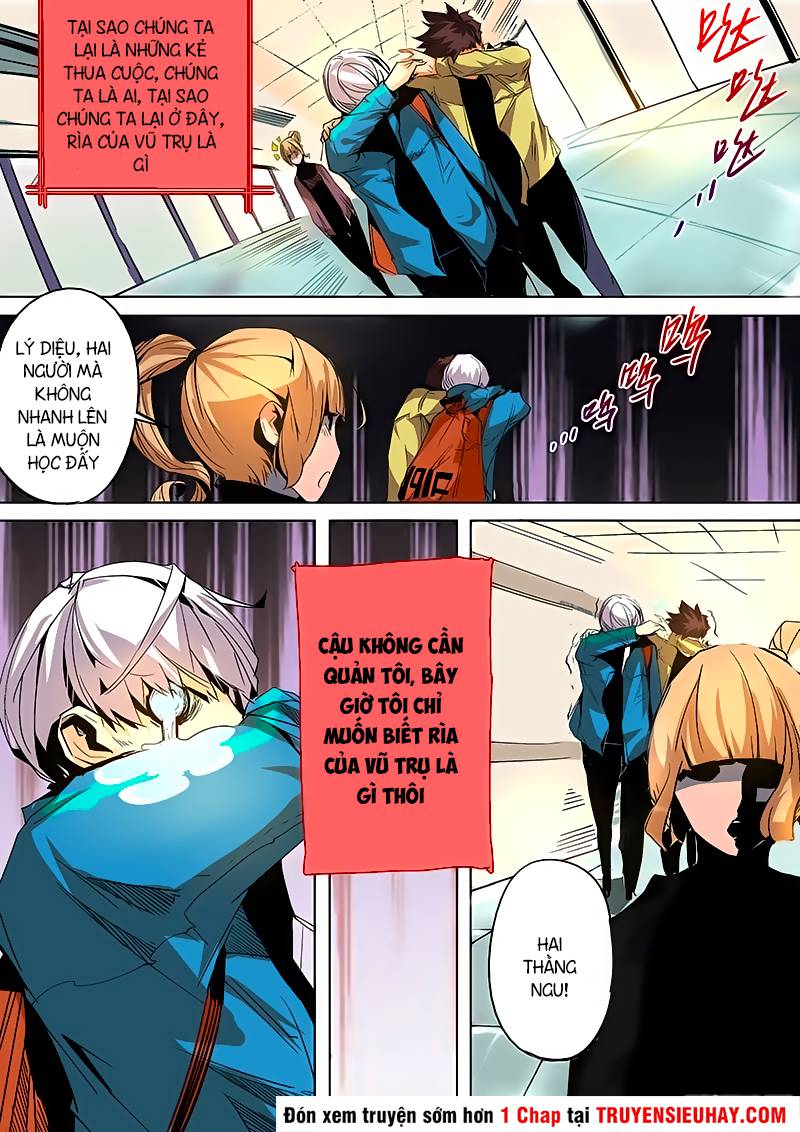 TẠI SAO CHÚNG TA
LẠI LÀ NHỮNG KẺ
THUA CUỘC, CHÚNG
TA LÀ AI, TẠI SAO
CHÚNG TA LẠI Ở ĐÂY,
RÌA CỦA VŨ TRỤ LÀ
GÌ
LÝ DIỆU, HAI
NGƯỜI MÀ
KHÔNG
NHANH LÊN
LÀ MUỘN
HỌC ĐẤY
CẬU KHÔNG CẦN
QUẢN TÔI, BÂY
GIỜ TÔI CHỈ
MUỐN BIẾT RÌA
CỦA VŨ TRỤ LÀ
GÌ THÔI
HAI
THẰNG
NGU!
Đón xem truyện sớm hơn 1 Chap tại TRUYENSIEUHAY.com